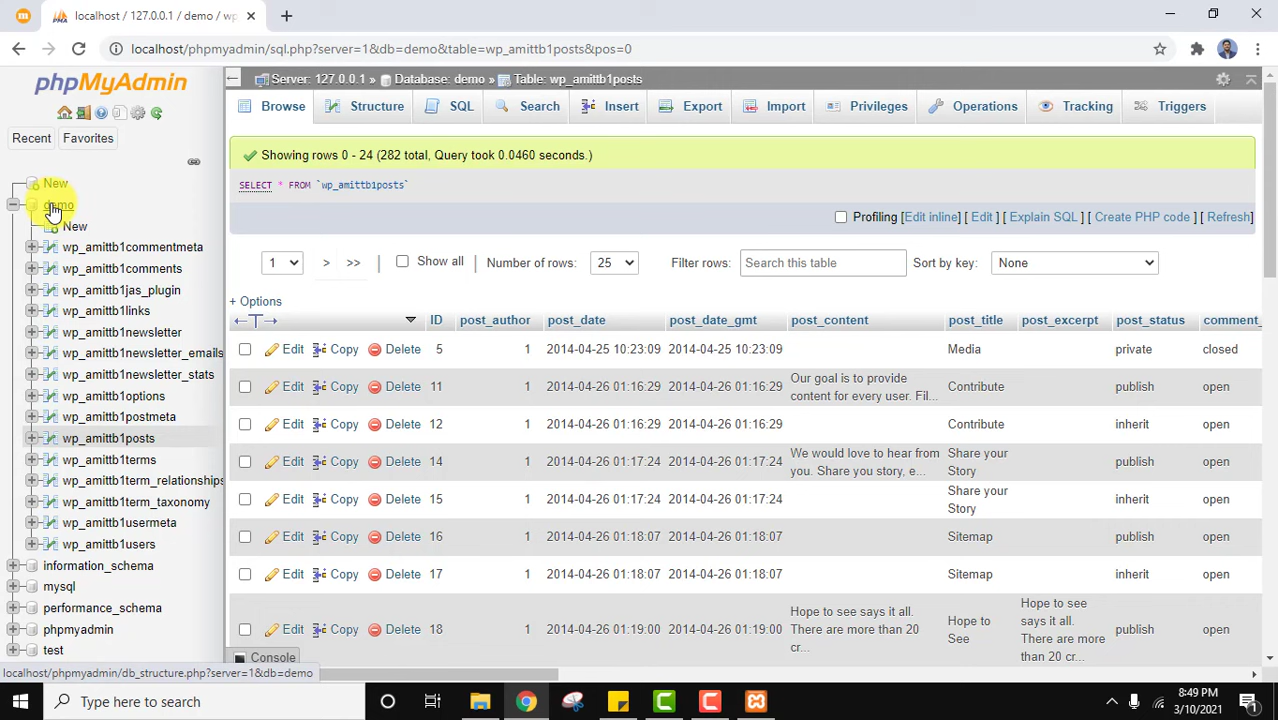 localhost / 127.0.0.1 / demo / wp
localhost/phpmyadmin/sql.php?server=1&db=demo&table=wp_amittb1posts&pos=0
phpMyAdmin
Recent Favorites
New
demo
New
wp_amittb1commentmeta
wp_amittb1comments
wp_amittb1jas_plugin
wp_amittb1links
wp_amittb1newsletter
wp_amittb1newsletter_emails
wp_amittb1newsletter_stats
wp_amittb1options
wp_amittb1postmeta
wp_amittb1posts
wp_amittb1terms
wp_amittb1term_relationships
wp_amittb1term_taxonomy
wp_amittb1usermeta
wp_amittb1users
information_schema
mysql
performance_schema
phpmyadmin
test
Server: 127.0.0.1 » Database: demo » Table: wp_amittb1posts
Browse Structure SQL Search Insert Export Import Privileges Operations Tracking Triggers
Showing rows 0 - 24 (282 total, Query took 0.0460 seconds.)
SELECT * FROM `wp_amittb1posts`
Profiling [Edit inline] [ Edit ] [ Explain SQL ] [ Create PHP code ] [ Refresh]
1 > >> | Show all | Number of rows: 25 Filter rows: Search this table Sort by key: None
+ Options
ID post_author post_date post_date_gmt post_content post_title post_excerpt post_status comment_
Edit Copy Delete 5 1 2014-04-25 10:23:09 2014-04-25 10:23:09 Media private closed
Edit Copy Delete 11 1 2014-04-26 01:16:29 2014-04-26 01:16:29 Our goal is to provide Contribute publish open
content for every user. Fil...
Edit Copy Delete 12 1 2014-04-26 01:16:29 2014-04-26 01:16:29 Contribute inherit open
Edit Copy Delete 14 1 2014-04-26 01:17:24 2014-04-26 01:17:24 We would love to hear from Share your publish open
you. Share you story, e... Story
Edit Copy Delete 15 1 2014-04-26 01:17:24 2014-04-26 01:17:24 Share your inherit open
Story
Edit Copy Delete 16 1 2014-04-26 01:18:07 2014-04-26 01:18:07 Sitemap publish open
Edit Copy Delete 17 1 2014-04-26 01:18:07 2014-04-26 01:18:07 Sitemap inherit open
Edit Copy Delete 18 1 2014-04-26 01:19:00 2014-04-26 01:19:00 Hope to see says it all. Hope to Hope to see publish open
There are more than 20 See says it all.
cr... There are more
than 20 cr...
Console
localhost/phpmyadmin/db_structure.php?server=1&db=demo
Type here to search
8:49 PM
3/10/2021
1